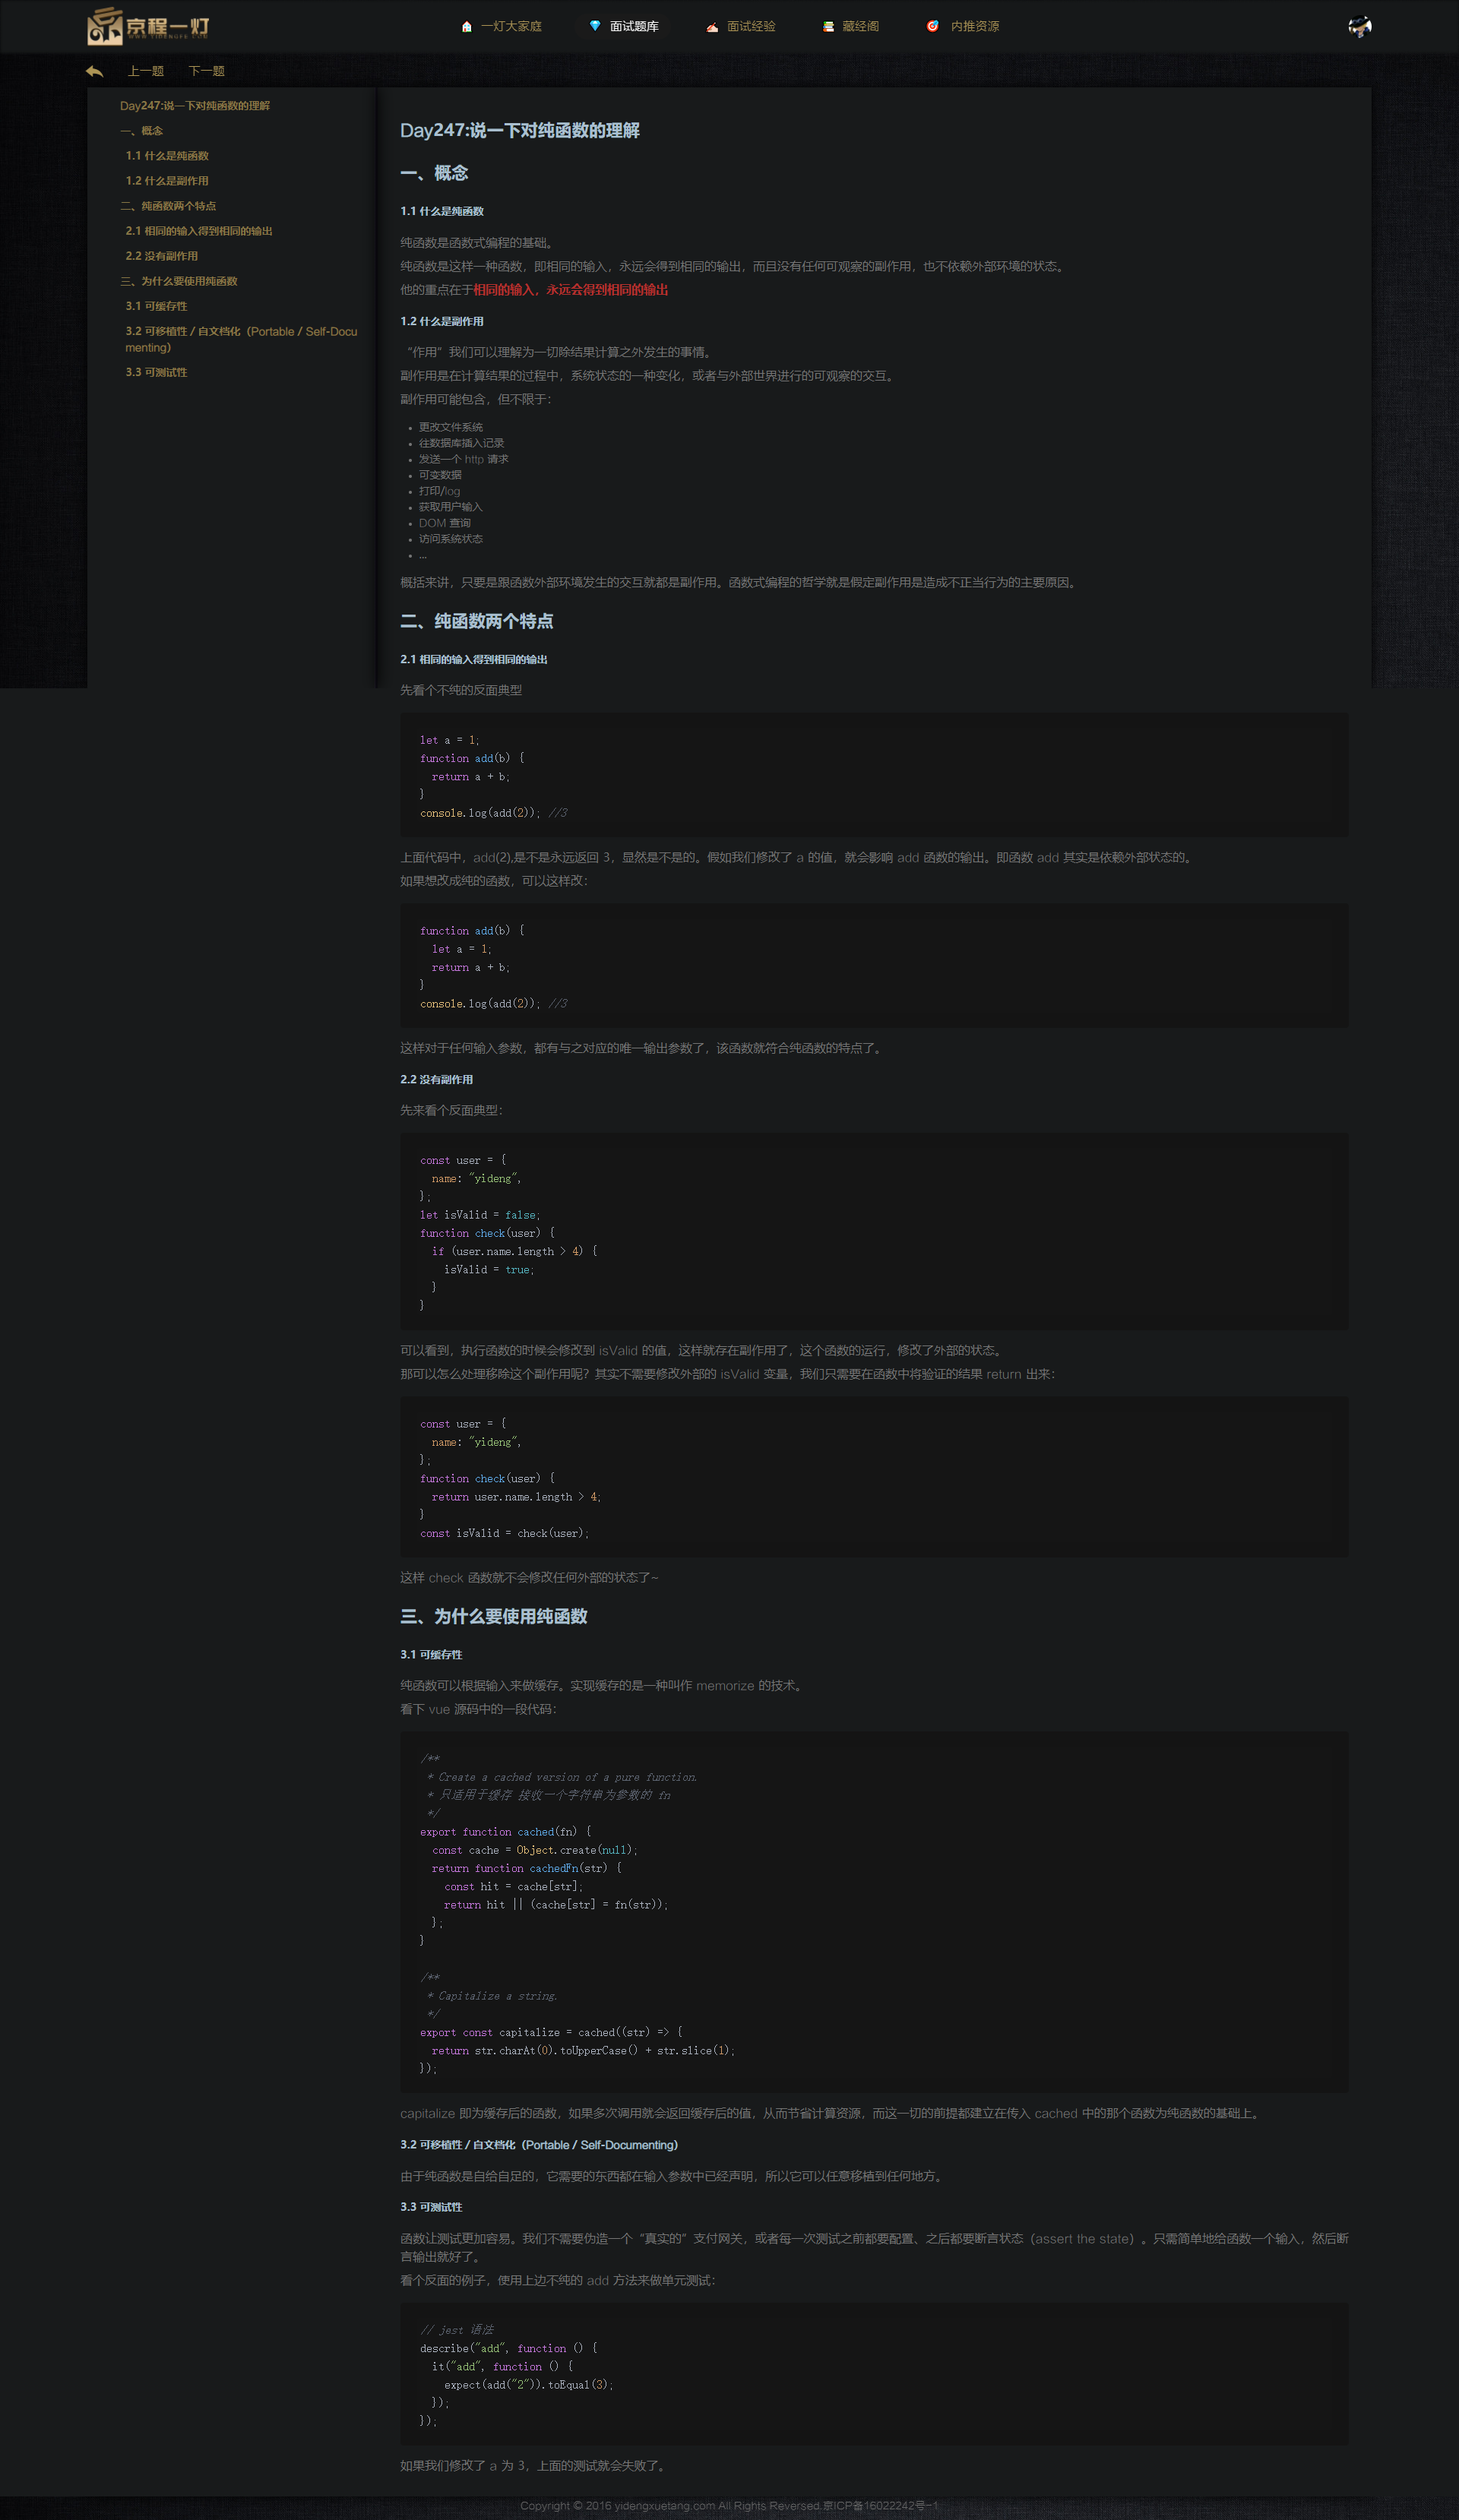 京程一灯
WWW.YIDENGFE.COM
一灯大家庭
面试题库
面试经验
藏经阁
内推资源
上一题
下一题
Day247:说一下对纯函数的理解
一、概念
1.1 什么是纯函数
1.2 什么是副作用
二、纯函数两个特点
2.1 相同的输入得到相同的输出
2.2 没有副作用
三、为什么要使用纯函数
3.1 可缓存性
3.2 可移植性 / 自文档化（Portable / Self-Docu
menting）
3.3 可测试性
Day247:说一下对纯函数的理解
一、概念
1.1 什么是纯函数
纯函数是函数式编程的基础。
纯函数是这样一种函数，即相同的输入，永远会得到相同的输出，而且没有任何可观察的副作用，也不依赖外部环境的状态。
他的重点在于相同的输入，永远会得到相同的输出
1.2 什么是副作用
“作用”我们可以理解为一切除结果计算之外发生的事情。
副作用是在计算结果的过程中，系统状态的一种变化，或者与外部世界进行的可观察的交互。
副作用可能包含，但不限于：
• 更改文件系统
• 往数据库插入记录
• 发送一个 http 请求
• 可变数据
• 打印/log
• 获取用户输入
• DOM 查询
• 访问系统状态
• ...
概括来讲，只要是跟函数外部环境发生的交互就都是副作用。函数式编程的哲学就是假定副作用是造成不正当行为的主要原因。
二、纯函数两个特点
2.1 相同的输入得到相同的输出
先看个不纯的反面典型
let a = 1;
function add(b) {
  return a + b;
}
console.log(add(2)); //3
上面代码中，add(2),是不是永远返回 3，显然是不是的。假如我们修改了 a 的值，就会影响 add 函数的输出。即函数 add 其实是依赖外部状态的。
如果想改成纯的函数，可以这样改：
function add(b) {
  let a = 1;
  return a + b;
}
console.log(add(2)); //3
这样对于任何输入参数，都有与之对应的唯一输出参数了，该函数就符合纯函数的特点了。
2.2 没有副作用
先来看个反面典型：
const user = {
  name: "yideng",
};
let isValid = false;
function check(user) {
  if (user.name.length > 4) {
    isValid = true;
  }
}
可以看到，执行函数的时候会修改到 isValid 的值，这样就存在副作用了，这个函数的运行，修改了外部的状态。
那可以怎么处理移除这个副作用呢？其实不需要修改外部的 isValid 变量，我们只需要在函数中将验证的结果 return 出来：
const user = {
  name: "yideng",
};
function check(user) {
  return user.name.length > 4;
}
const isValid = check(user);
这样 check 函数就不会修改任何外部的状态了~
三、为什么要使用纯函数
3.1 可缓存性
纯函数可以根据输入来做缓存。实现缓存的是一种叫作 memorize 的技术。
看下 vue 源码中的一段代码：
/**
 * Create a cached version of a pure function.
 * 只适用于缓存 接收一个字符串为参数的 fn
 */
export function cached(fn) {
  const cache = Object.create(null);
  return function cachedFn(str) {
    const hit = cache[str];
    return hit || (cache[str] = fn(str));
  };
}
/**
 * Capitalize a string.
 */
export const capitalize = cached((str) => {
  return str.charAt(0).toUpperCase() + str.slice(1);
});
capitalize 即为缓存后的函数，如果多次调用就会返回缓存后的值，从而节省计算资源，而这一切的前提都建立在传入 cached 中的那个函数为纯函数的基础上。
3.2 可移植性 / 自文档化（Portable / Self-Documenting）
由于纯函数是自给自足的，它需要的东西都在输入参数中已经声明，所以它可以任意移植到任何地方。
3.3 可测试性
函数让测试更加容易。我们不需要伪造一个“真实的”支付网关，或者每一次测试之前都要配置、之后都要断言状态（assert the state）。只需简单地给函数一个输入，然后断
言输出就好了。
看个反面的例子，使用上边不纯的 add 方法来做单元测试：
// jest 语法
describe("add", function () {
  it("add", function () {
    expect(add("2")).toEqual(3);
  });
});
如果我们修改了 a 为 3，上面的测试就会失败了。
Copyright © 2016 yidengxuetang.com All Rights Reversed.京ICP备16022242号-1